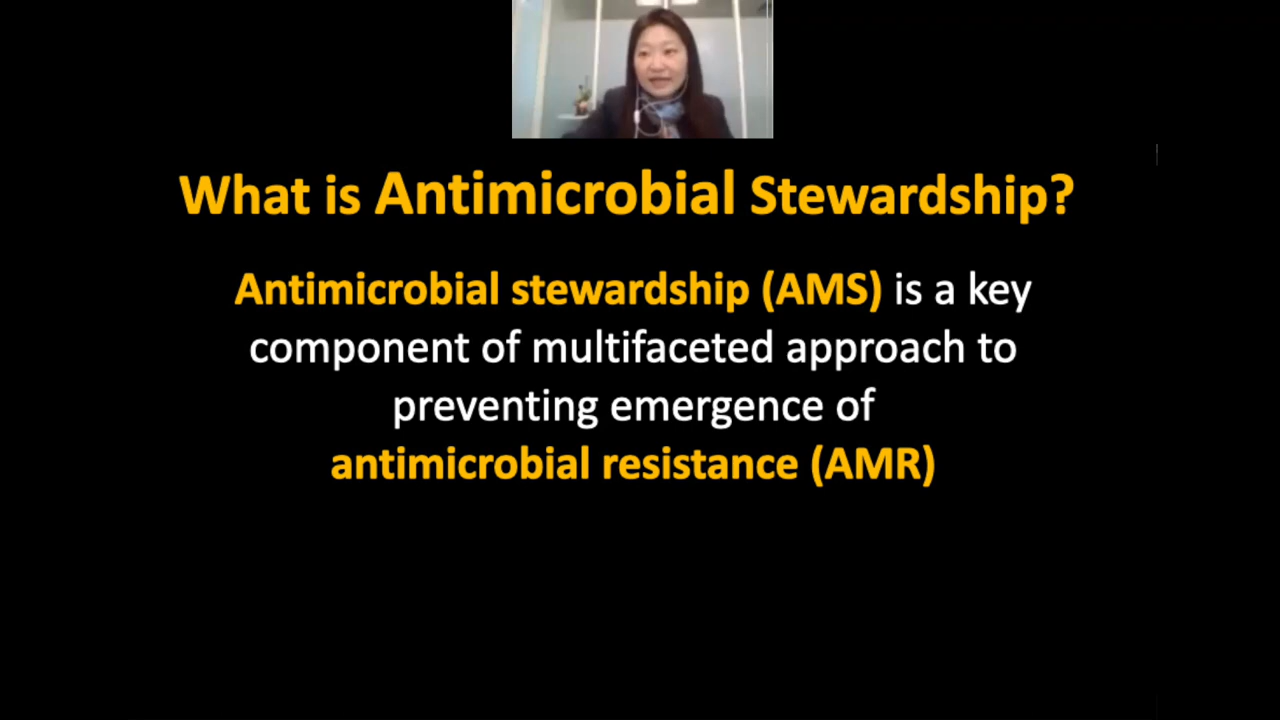 What is Antimicrobial Stewardship?
Antimicrobial stewardship (AMS) is a key
component of multifaceted approach to
preventing emergence of
antimicrobial resistance (AMR)